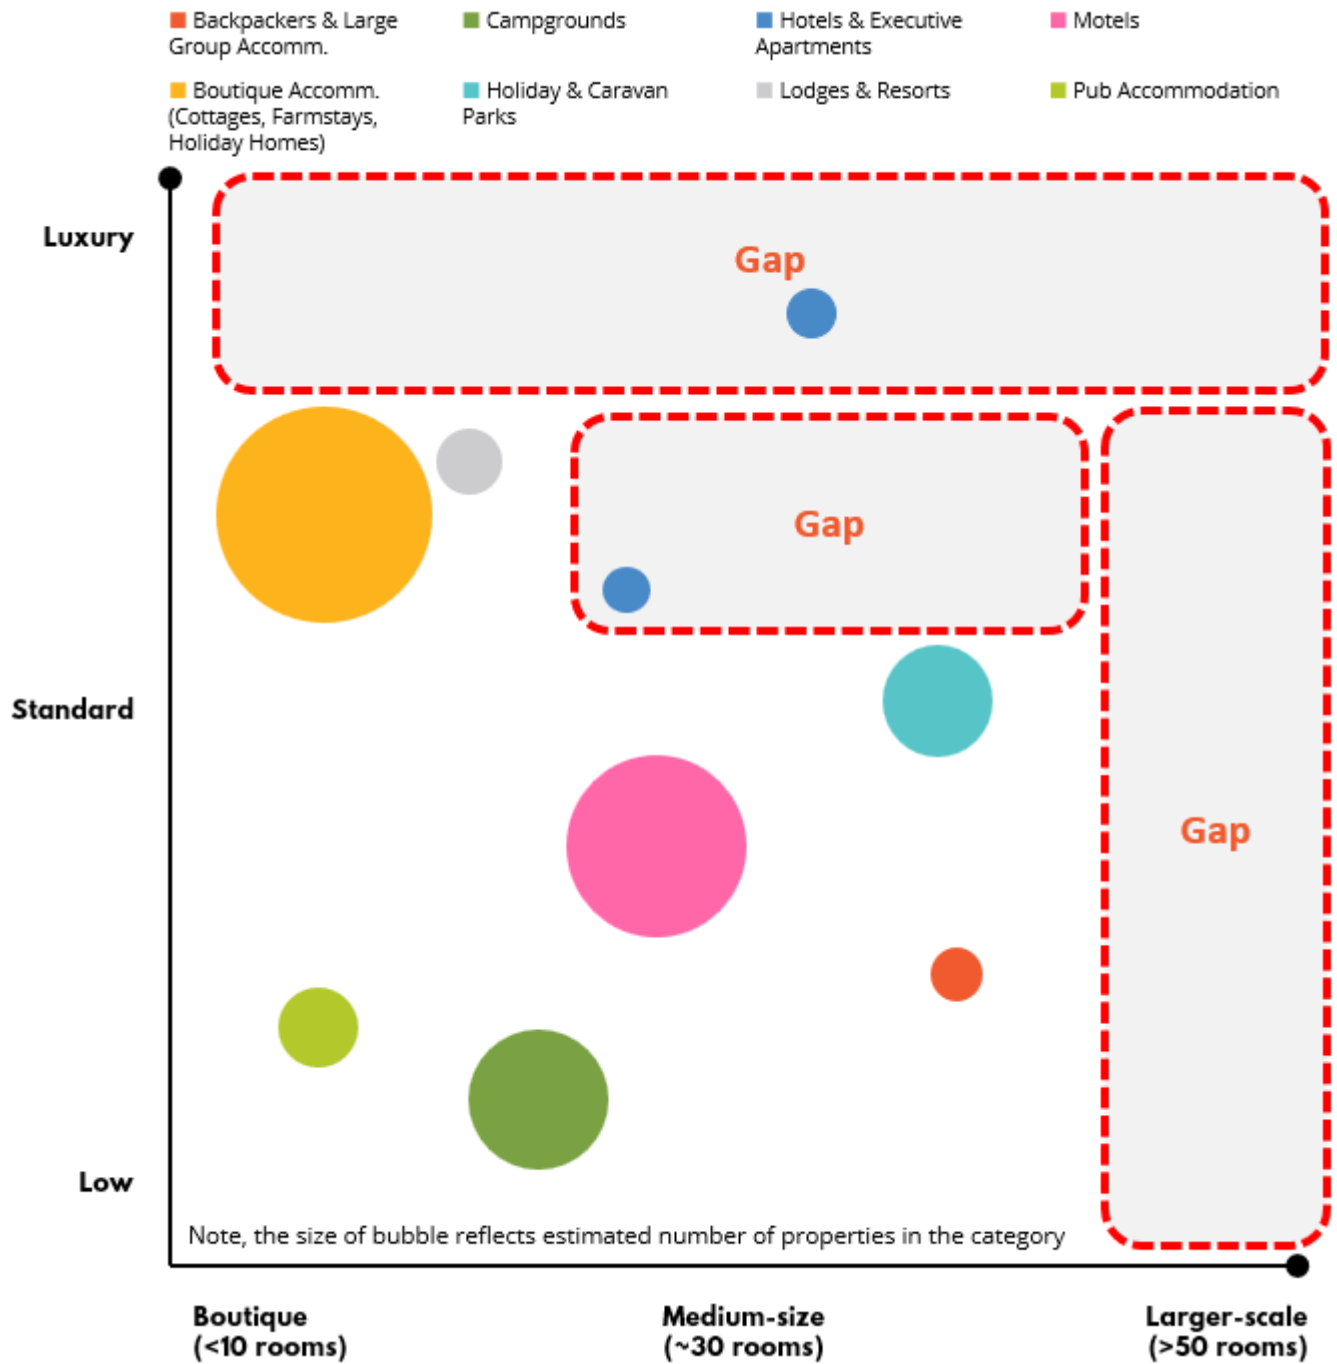 Backpackers & Large
Group Accomm.
Campgrounds
Hotels & Executive
Apartments
Motels
Boutique Accomm.
(Cottages, Farmstays,
Holiday Homes)
Holiday & Caravan
Parks
Lodges & Resorts
Pub Accommodation
Luxury
Gap
Gap
Standard
Gap
Low
Note, the size of bubble reflects estimated number of properties in the category
Boutique
(<10 rooms)
Medium-size
(~30 rooms)
Larger-scale
(>50 rooms)